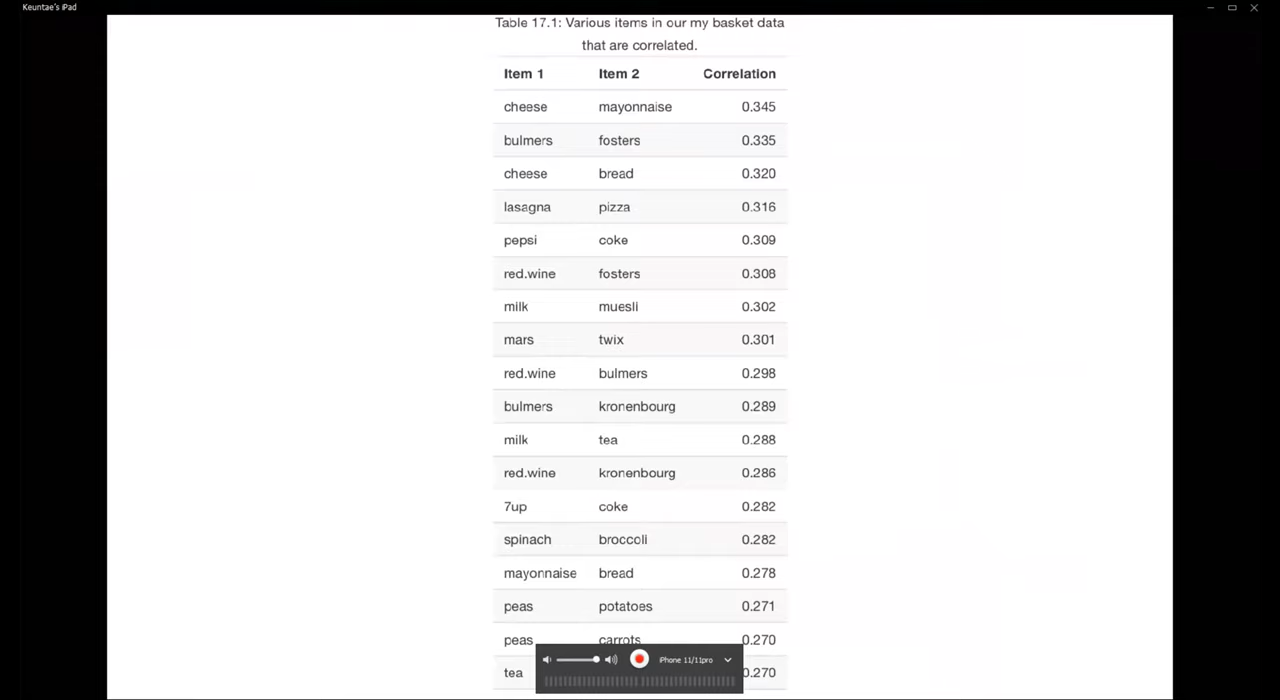 Keuntae's iPad
Table 17.1: Various items in our my basket data
that are correlated.
Item 1 Item 2 Correlation
cheese mayonnaise 0.345
bulmers fosters 0.335
cheese bread 0.320
lasagna pizza 0.316
pepsi coke 0.309
red.wine fosters 0.308
milk muesli 0.302
mars twix 0.301
red.wine bulmers 0.298
bulmers kronenbourg 0.289
milk tea 0.288
red.wine kronenbourg 0.286
7up coke 0.282
spinach broccoli 0.282
mayonnaise bread 0.278
peas potatoes 0.271
peas carrots 0.270
tea 0.270
iPhone 11/11pro